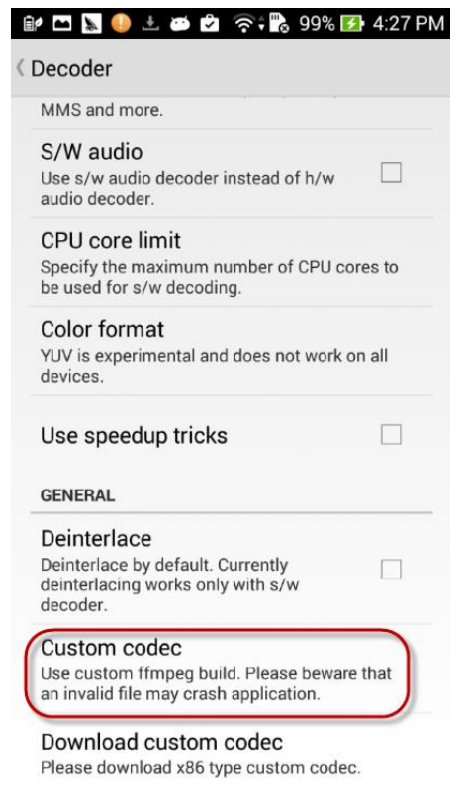 99% 4:27 PM
Decoder
MMS and more.
S/W audio
Use s/w audio decoder instead of h/w
audio decoder.
CPU core limit
Specify the maximum number of CPU cores to
be used for s/w decoding.
Color format
YUV is experimental and does not work on all
devices.
Use speedup tricks
GENERAL
Deinterlace
Deinterlace by default. Currently
deinterlacing works only with s/w
decoder.
Custom codec
Use custom ffmpeg build. Please beware that
an invalid file may crash application.
Download custom codec
Please download x86 type custom codec.